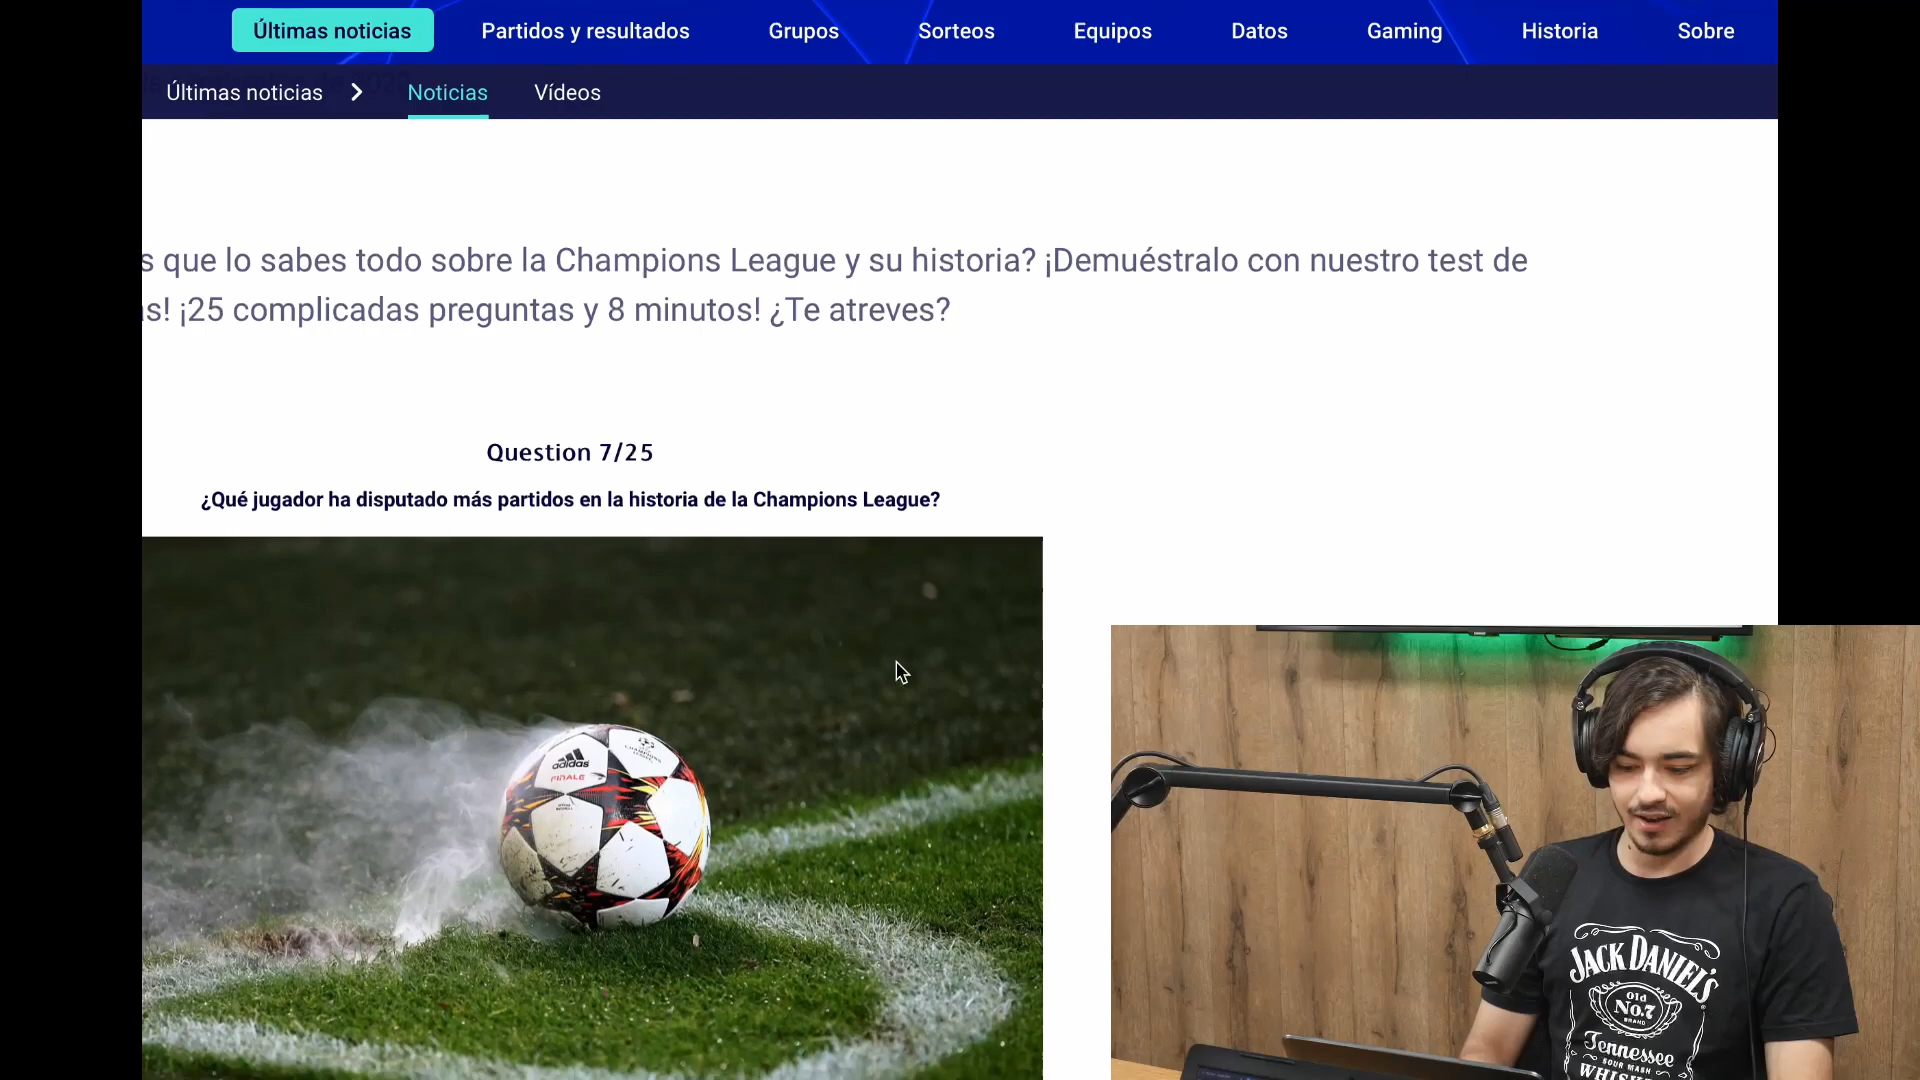 Últimas noticias
Partidos y resultados
Grupos
Sorteos
Equipos
Datos
Gaming
Historia
Sobre
Últimas noticias
Noticias
Vídeos
s que lo sabes todo sobre la Champions League y su historia? ¡Demuéstralo con nuestro test de
s! ¡25 complicadas preguntas y 8 minutos! ¿Te atreves?
Question 7/25
¿Qué jugador ha disputado más partidos en la historia de la Champions League?
adidas
FINALE
JACK DANIEL'S
Old
No.7
BRAND
Tennessee
SOUR MASH